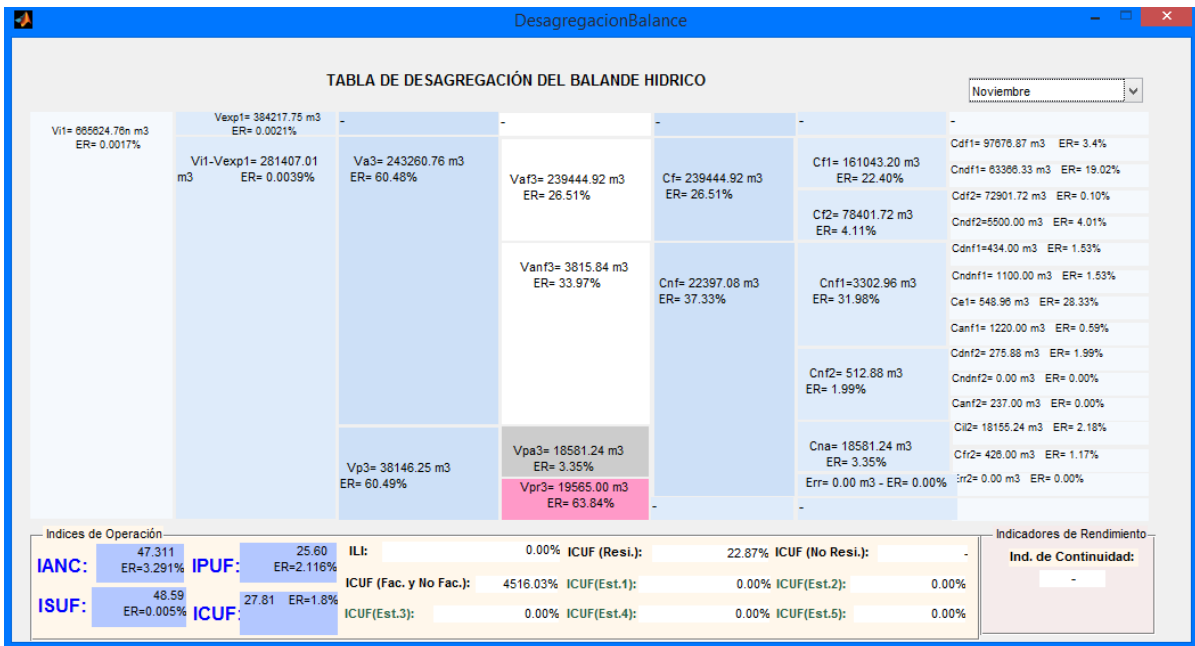 DesagregacionBalance
TABLA DE DESAGREGACIÓN DEL BALANDE HIDRICO
Noviembre
Vi1= 665624.76n m3
ER= 0.0017%
Vexp1= 384217.75 m3
ER= 0.0021%
-
-
-
-
-
Vi1-Vexp1= 281407.01
m3 ER= 0.0039%
Va3= 243260.76 m3
ER= 60.48%
Vp3= 38146.25 m3
ER= 60.49%
Vaf3= 239444.92 m3
ER= 26.51%
Vanf3= 3815.84 m3
ER= 33.97%
Vpa3= 18581.24 m3
ER= 3.35%
Vpr3= 19565.00 m3
ER= 63.84%
Cf= 239444.92 m3
ER= 26.51%
Cnf= 22397.08 m3
ER= 37.33%
-
Cf1= 161043.20 m3
ER= 22.40%
Cf2= 78401.72 m3
ER= 4.11%
Cnf1=3302.96 m3
ER= 31.98%
Cnf2= 512.88 m3
ER= 1.99%
Cna= 18581.24 m3
ER= 3.35%
Err= 0.00 m3 - ER= 0.00%
-
Cdf1= 97676.87 m3 ER= 3.4%
Cndf1= 63366.33 m3 ER= 19.02%
Cdf2= 72901.72 m3 ER= 0.10%
Cndf2=5500.00 m3 ER= 4.01%
Cdnf1=434.00 m3 ER= 1.53%
Cndnf1= 1100.00 m3 ER= 1.53%
Ce1= 548.96 m3 ER= 28.33%
Canf1= 1220.00 m3 ER= 0.59%
Cdnf2= 275.88 m3 ER= 1.99%
Cndnf2= 0.00 m3 ER= 0.00%
Canf2= 237.00 m3 ER= 0.00%
Cil2= 18155.24 m3 ER= 2.18%
Cfr2= 426.00 m3 ER= 1.17%
Err2= 0.00 m3 ER= 0.00%
Indices de Operación
IANC: 47.311
ER=3.291%
IPUF: 25.60
ER=2.116%
ISUF: 48.59
ER=0.005%
ICUF: 27.81 ER=1.8%
ILI: 0.00% ICUF (Resi.): 22.87% ICUF (No Resi.): -
ICUF (Fac. y No Fac.): 4516.03% ICUF(Est.1): 0.00% ICUF(Est.2): 0.00%
ICUF(Est.3): 0.00% ICUF(Est.4): 0.00% ICUF(Est.5): 0.00%
Indicadores de Rendimiento
Ind. de Continuidad:
-